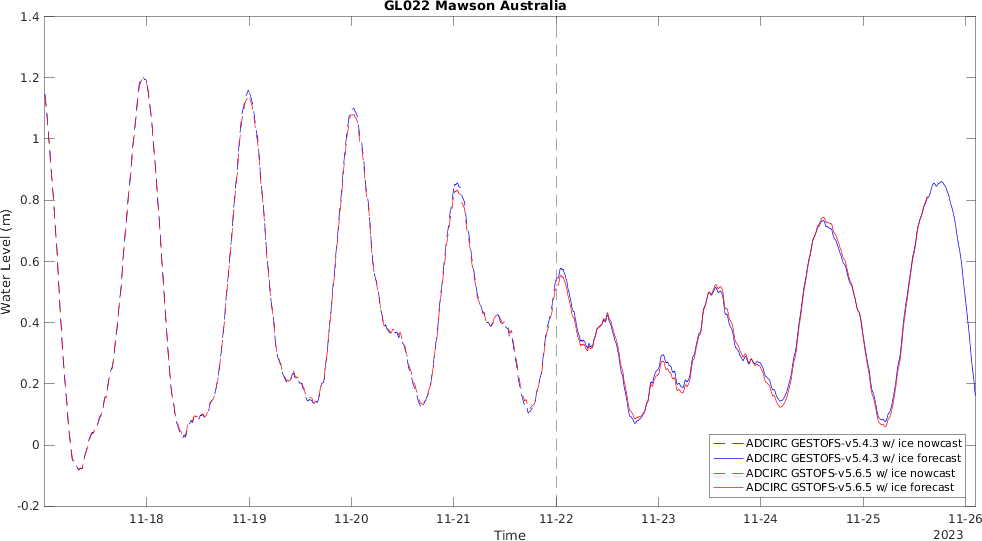 GL022 Mawson Australia
1.4
1.2
1
0.8
0.6
0.4
0.2
0
-0.2
Water Level (m)
11-18
11-19
11-20
11-21
11-22
11-23
11-24
11-25
11-26
2023
Time
ADCIRC GESTOFS-v5.4.3 w/ ice nowcast
ADCIRC GESTOFS-v5.4.3 w/ ice forecast
ADCIRC GSTOFS-v5.6.5 w/ ice nowcast
ADCIRC GSTOFS-v5.6.5 w/ ice forecast